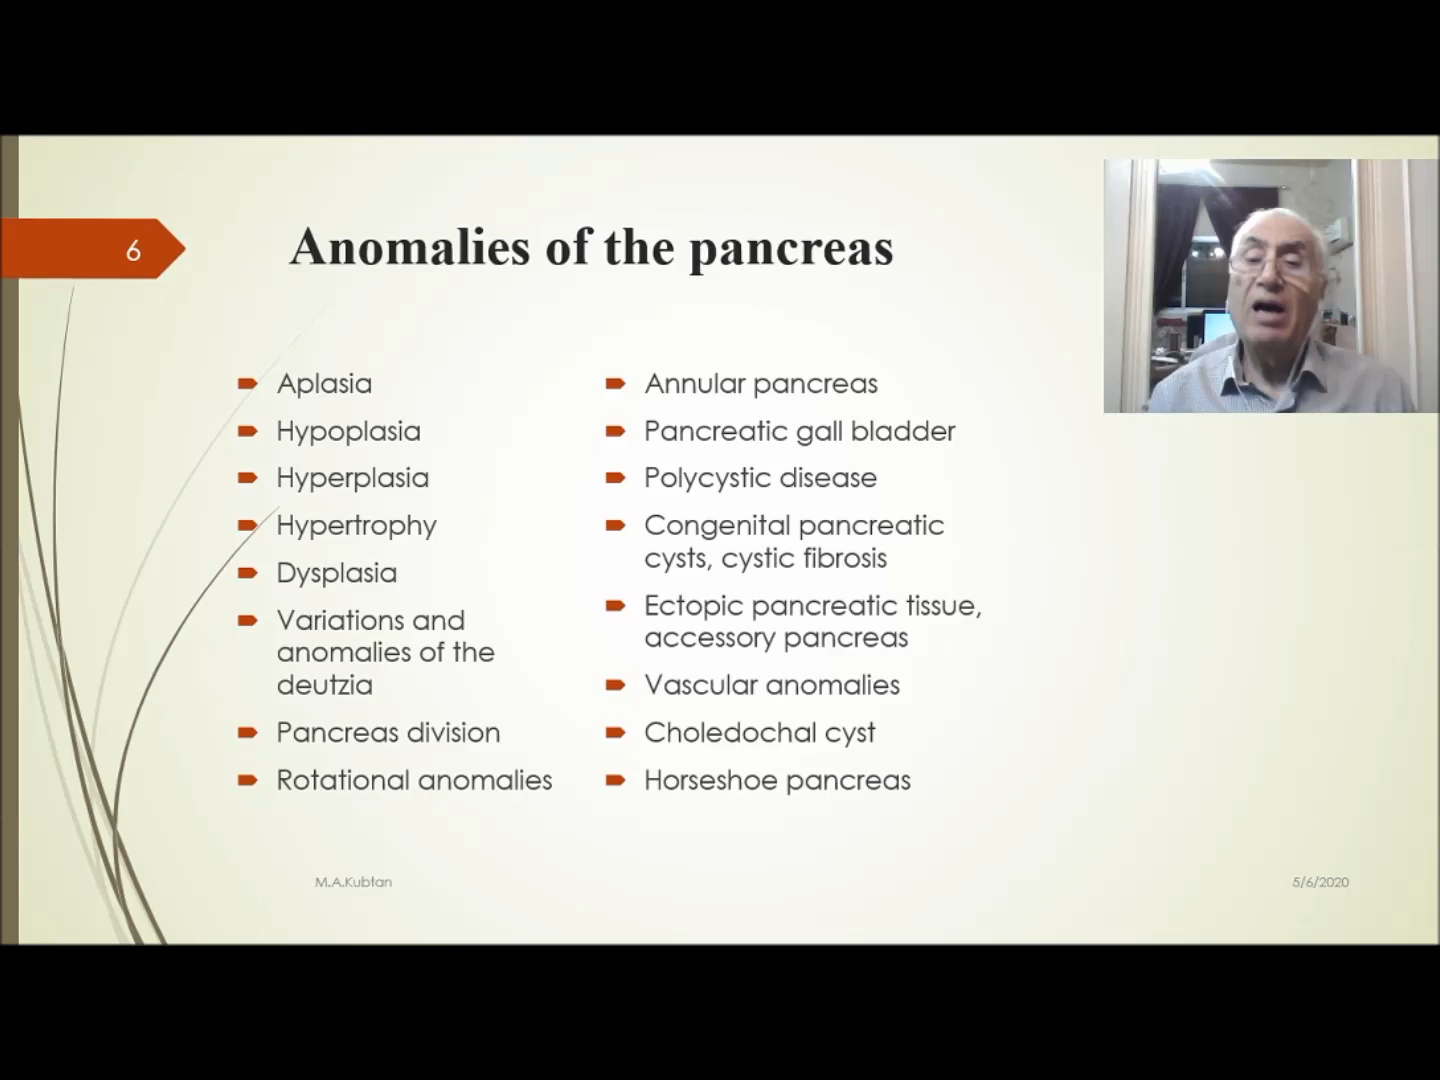 6
Anomalies of the pancreas
Aplasia
Hypoplasia
Hyperplasia
Hypertrophy
Dysplasia
Variations and
anomalies of the
deutzia
Pancreas division
Rotational anomalies
Annular pancreas
Pancreatic gall bladder
Polycystic disease
Congenital pancreatic
cysts, cystic fibrosis
Ectopic pancreatic tissue,
accessory pancreas
Vascular anomalies
Choledochal cyst
Horseshoe pancreas
M.A.Kubtan
5/6/2020